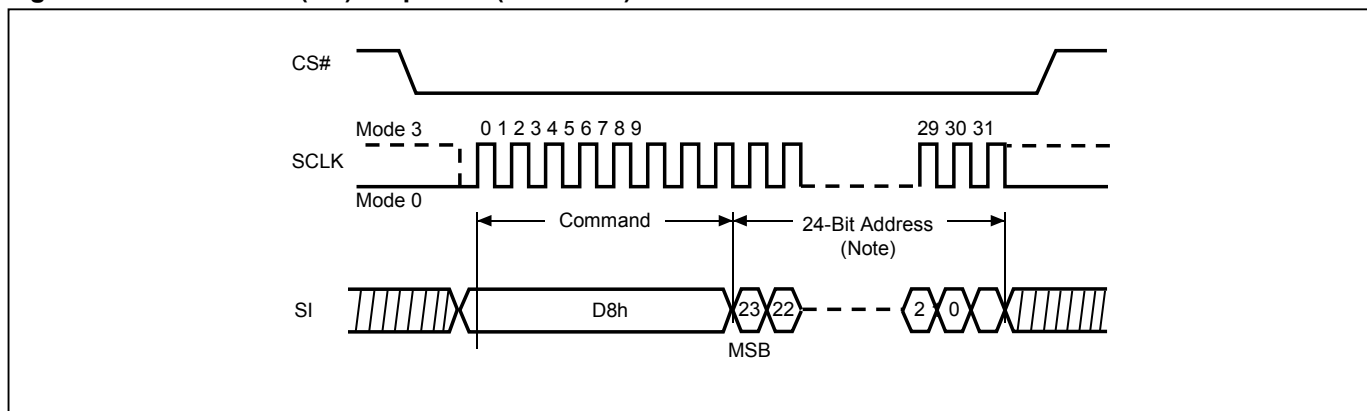 CS#
Mode 3
0 1 2 3 4 5 6 7 8 9
29 30 31
SCLK
Mode 0
Command
24-Bit Address
(Note)
SI
D8h
23
22
2
0
MSB